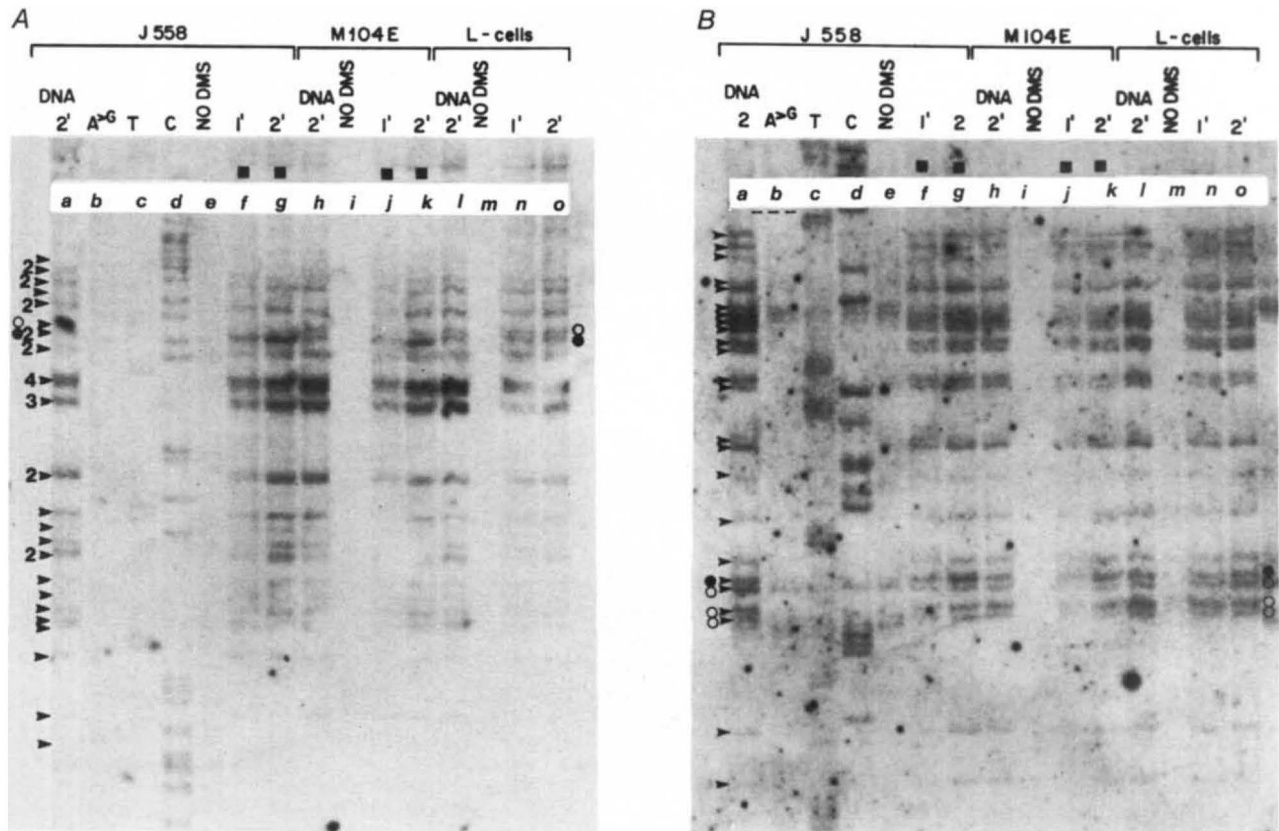 A
J 558 M104E L-cells
DNA 2' A>G T C NO DMS 1' 2' DNA 2' NO DMS 1' 2' DNA 2' NO DMS 1' 2'
a b c d e f g h i j k l m n o
2
2
2
2
2
4
3
2
2
B
J 558 M104E L-cells
DNA 2 A>G T C NO DMS 1' 2 DNA 2' NO DMS 1' 2' DNA 2' NO DMS 1' 2'
a b c d e f g h i j k l m n o